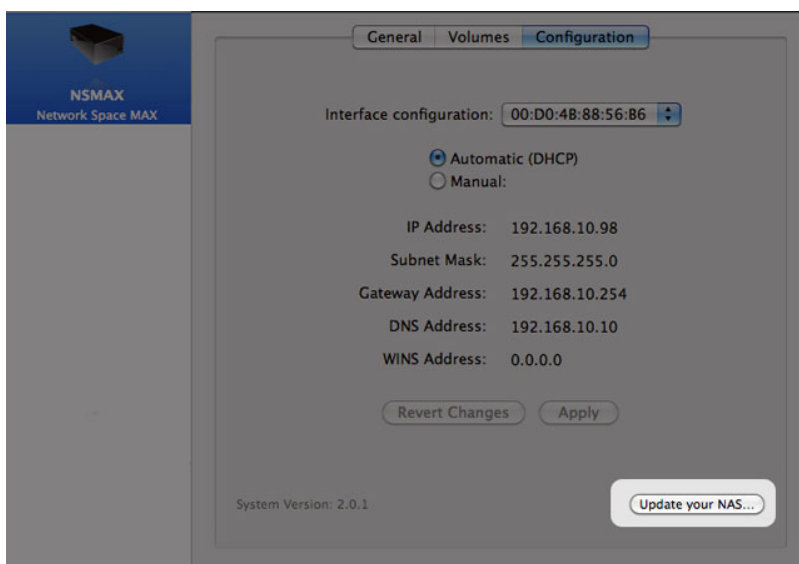 NSMAX
Network Space MAX
General Volumes Configuration
Interface configuration: 00:D0:4B:88:56:B6
Automatic (DHCP)
Manual:
IP Address: 192.168.10.98
Subnet Mask: 255.255.255.0
Gateway Address: 192.168.10.254
DNS Address: 192.168.10.10
WINS Address: 0.0.0.0
Revert Changes Apply
System Version: 2.0.1 Update your NAS...